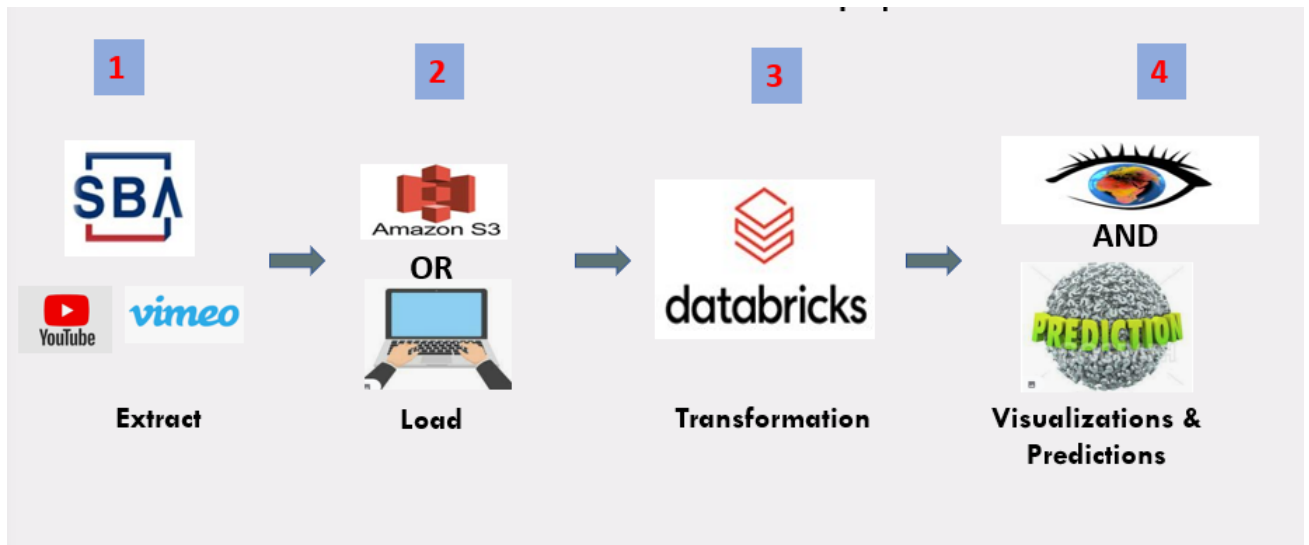 1
2
3
4
SBA
YouTube
vimeo
Amazon S3
OR
databricks
AND
PREDICTION
Extract
Load
Transformation
Visualizations &
Predictions